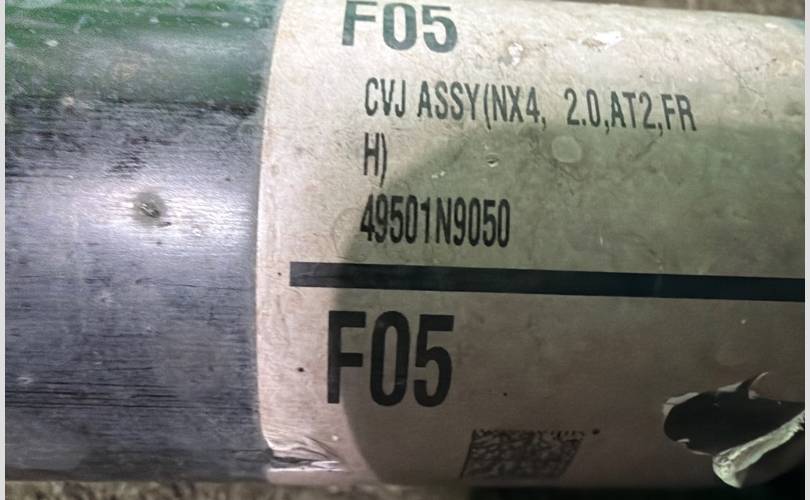 F05
CVJ ASSY(NX4, 2.0,AT2,FR
H)
49501N9050
F05